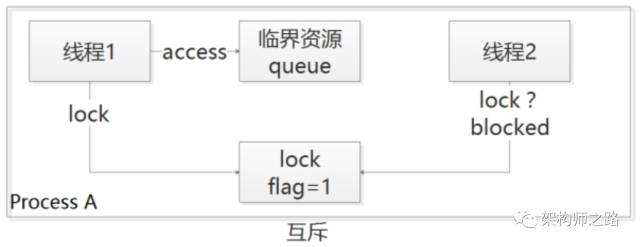 线程1
access
临界资源
queue
线程2
lock
lock？
blocked
lock
flag=1
Process A
架构师之路
互斥